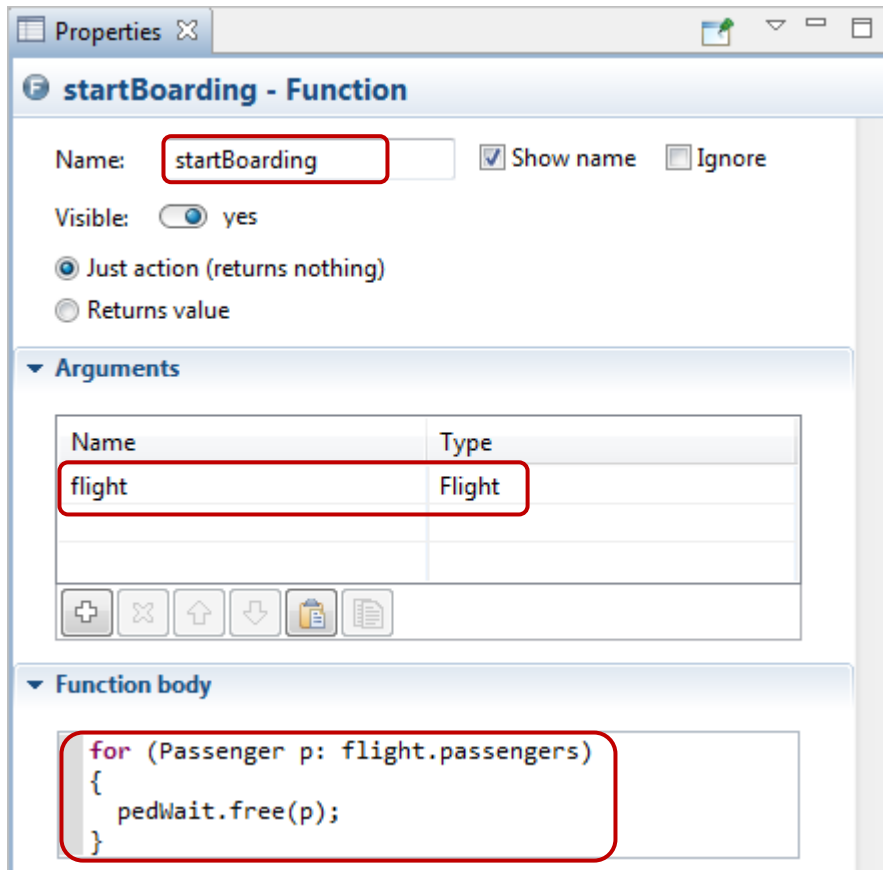 Properties
startBoarding - Function
Name: startBoarding Show name Ignore
Visible: yes
Just action (returns nothing)
Returns value
Arguments
Name Type
flight Flight
Function body
for (Passenger p: flight.passengers)
{
pedWait.free(p);
}